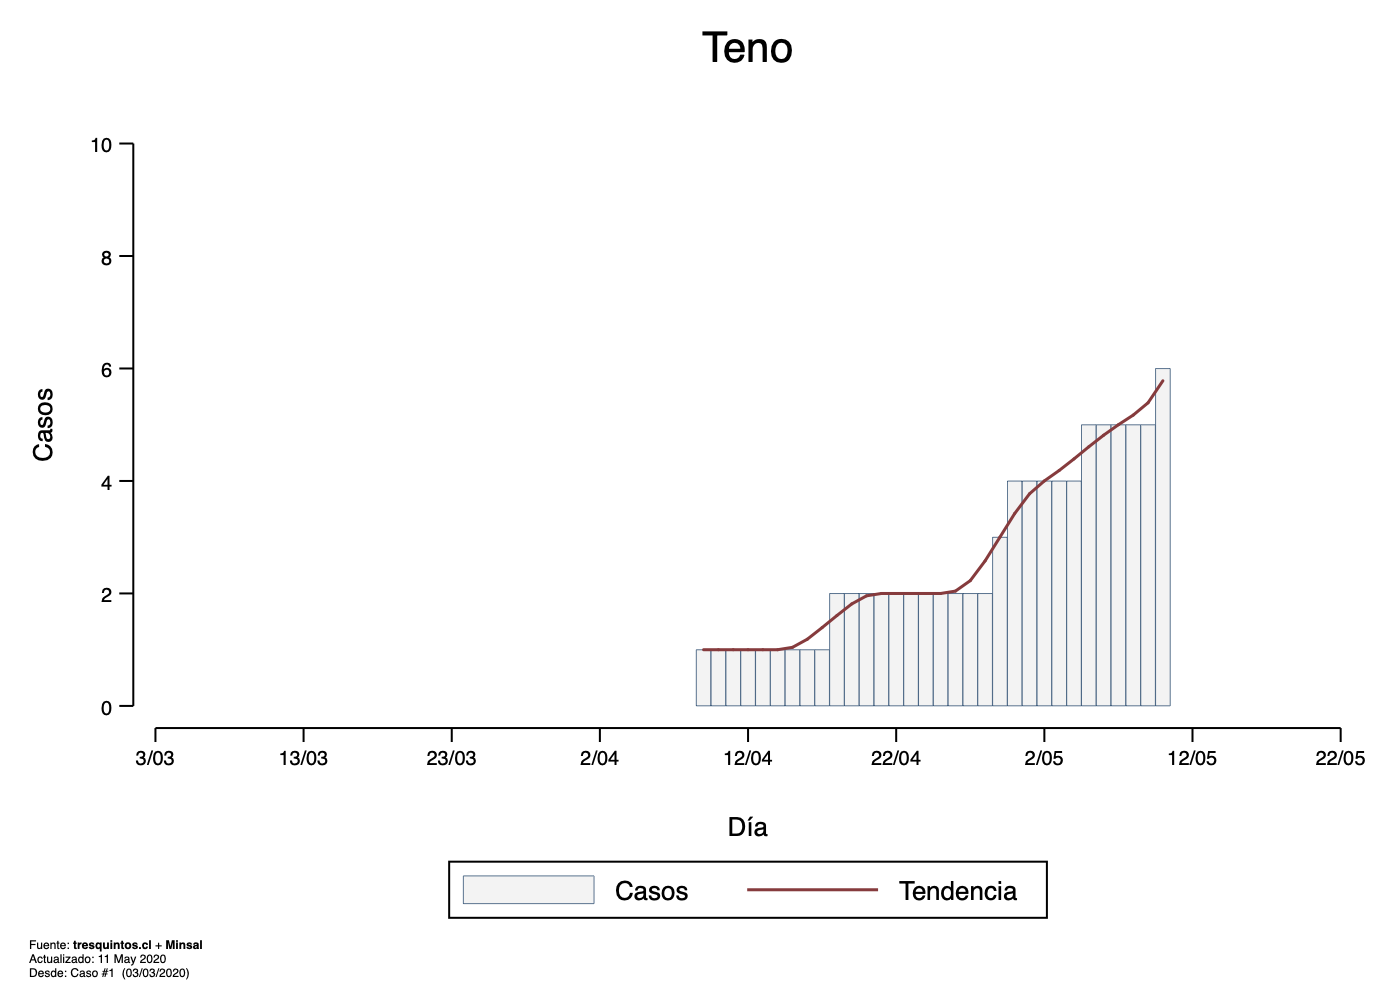 Teno
10
8
6
4
2
0
Casos
3/03 13/03 23/03 2/04 12/04 22/04 2/05 12/05 22/05
Día
Casos Tendencia
Fuente: tresquintos.cl + Minsal
Actualizado: 11 May 2020
Desde: Caso #1 (03/03/2020)